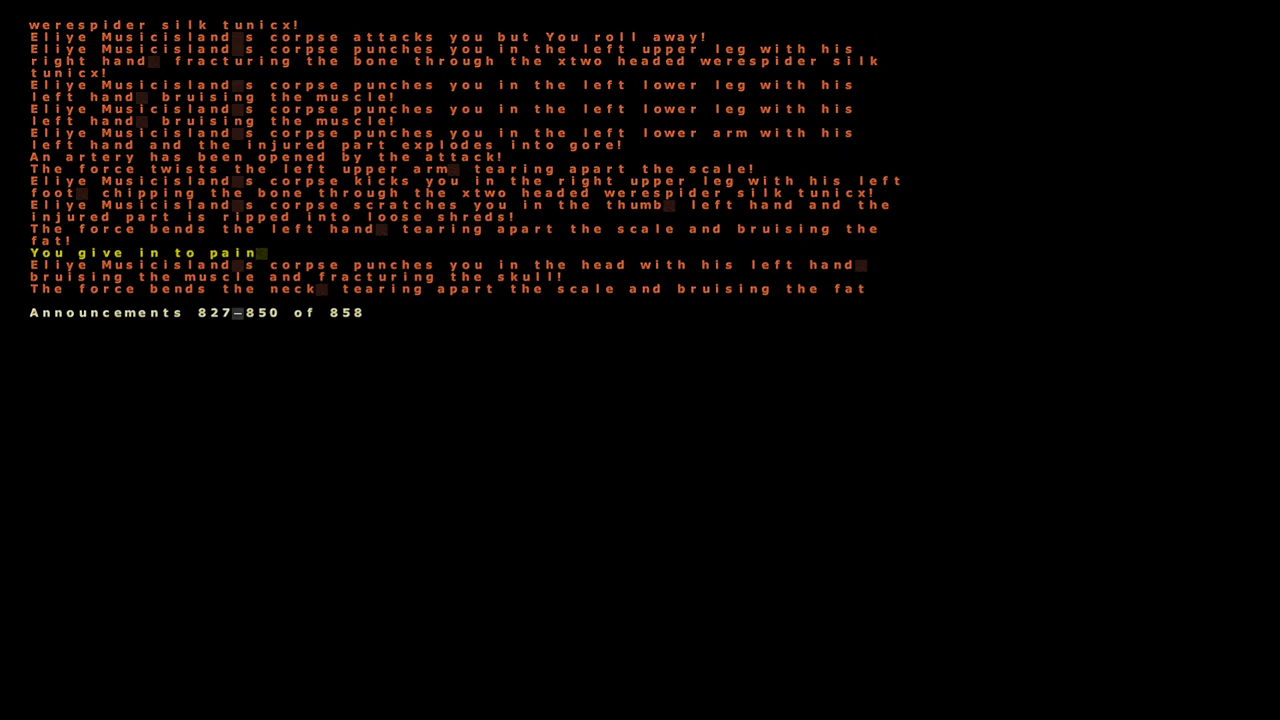 werespider silk tunicx!
Eliye Musicisland s corpse attacks you but You roll away!
Eliye Musicisland s corpse punches you in the left upper leg with his
right hand fracturing the bone through the xtwo headed werespider silk
tunicx!
Eliye Musicisland s corpse punches you in the left lower leg with his
left hand bruising the muscle!
Eliye Musicisland s corpse punches you in the left lower leg with his
left hand bruising the muscle!
Eliye Musicisland s corpse punches you in the left lower arm with his
left hand and the injured part explodes into gore!
An artery has been opened by the attack!
The force twists the left upper arm tearing apart the scale!
Eliye Musicisland s corpse kicks you in the right upper leg with his left
foot chipping the bone through the xtwo headed werespider silk tunicx!
Eliye Musicisland s corpse scratches you in the thumb left hand and the
injured part is ripped into loose shreds!
The force bends the left hand tearing apart the scale and bruising the
fat!
You give in to pain
Eliye Musicisland s corpse punches you in the head with his left hand
bruising the muscle and fracturing the skull!
The force bends the neck tearing apart the scale and bruising the fat
Announcements 827–850 of 858